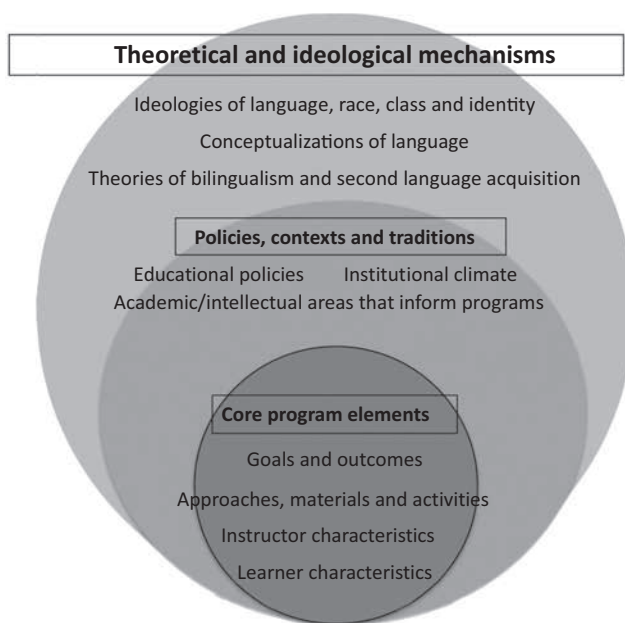 Theoretical and ideological mechanisms
Ideologies of language, race, class and identity
Conceptualizations of language
Theories of bilingualism and second language acquisition
Policies, contexts and traditions
Educational policies Institutional climate
Academic/intellectual areas that inform programs
Core program elements
Goals and outcomes
Approaches, materials and activities
Instructor characteristics
Learner characteristics